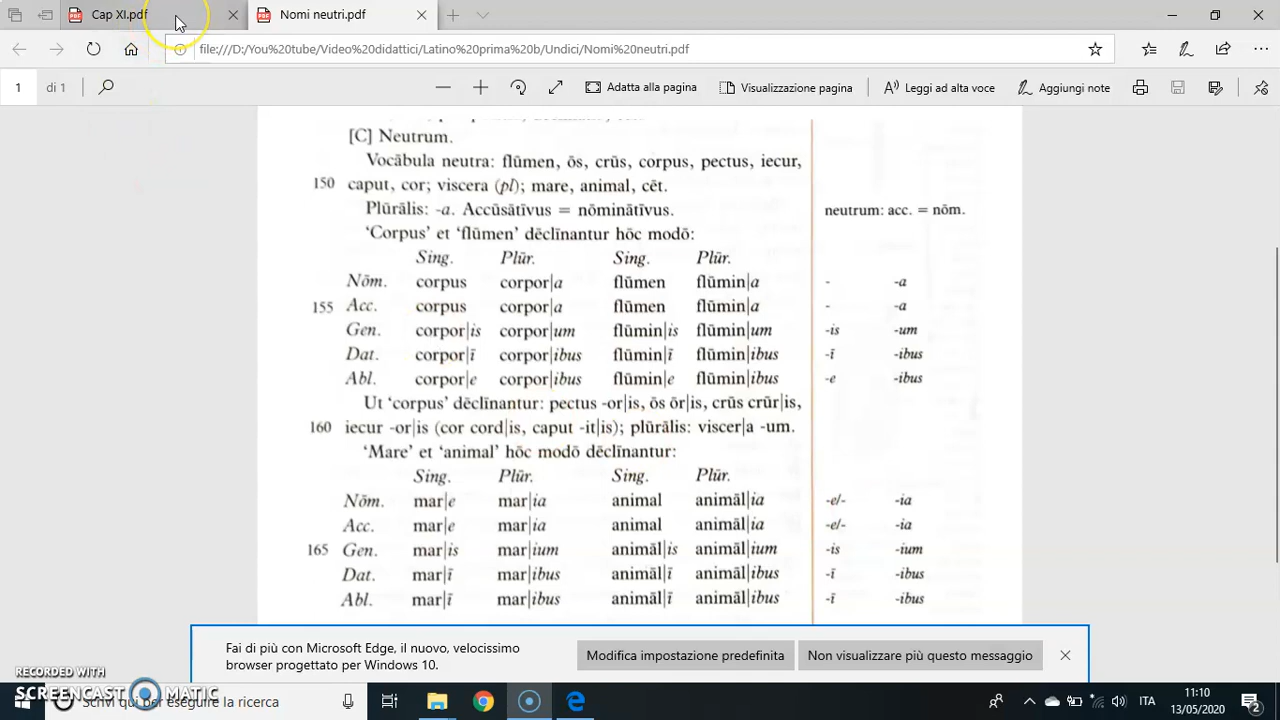 Cap XI.pdf
Nomi neutri.pdf
file:///D:/You%20tube/Video%20didattici/Latino%20prima%20b/Undici/Nomi%20neutri.pdf
1 di 1 Adatta alla pagina Visualizzazione pagina Leggi ad alta voce Aggiungi note
[C] Neutrum.
Vocābula neutra: flūmen, ōs, crūs, corpus, pectus, iecur,
150 caput, cor; viscera (pl); mare, animal, cēt.
Plūrālis: -a. Accūsātīvus = nōminātīvus. neutrum: acc. = nōm.
‘Corpus’ et ‘flūmen’ dēclīnantur hōc modō:
Sing. Plūr. Sing. Plūr.
Nōm. corpus corpor|a flūmen flūmin|a - -a
155 Acc. corpus corpor|a flūmen flūmin|a - -a
Gen. corpor|is corpor|um flūmin|is flūmin|um -is -um
Dat. corpor|ī corpor|ibus flūmin|ī flūmin|ibus -ī -ibus
Abl. corpor|e corpor|ibus flūmin|e flūmin|ibus -e -ibus
Ut ‘corpus’ dēclīnantur: pectus -or|is, ōs ōr|is, crūs crūr|is,
160 iecur -or|is (cor cord|is, caput -it|is); plūrālis: viscer|a -um.
‘Mare’ et ‘animal’ hōc modō dēclīnantur:
Sing. Plūr. Sing. Plūr.
Nōm. mar|e mar|ia animal animāl|ia -e/- -ia
Acc. mar|e mar|ia animal animāl|ia -e/- -ia
165 Gen. mar|is mar|ium animāl|is animāl|ium -is -ium
Dat. mar|ī mar|ibus animāl|ī animāl|ibus -ī -ibus
Abl. mar|ī mar|ibus animāl|ī animāl|ibus -ī -ibus
Fai di più con Microsoft Edge, il nuovo, velocissimo
browser progettato per Windows 10.
Modifica impostazione predefinita
Non visualizzare più questo messaggio
RECORDED WITH
SCREENCAST MATIC
Scrivi qui per eseguire la ricerca
ITA
11:10
13/05/2020
2